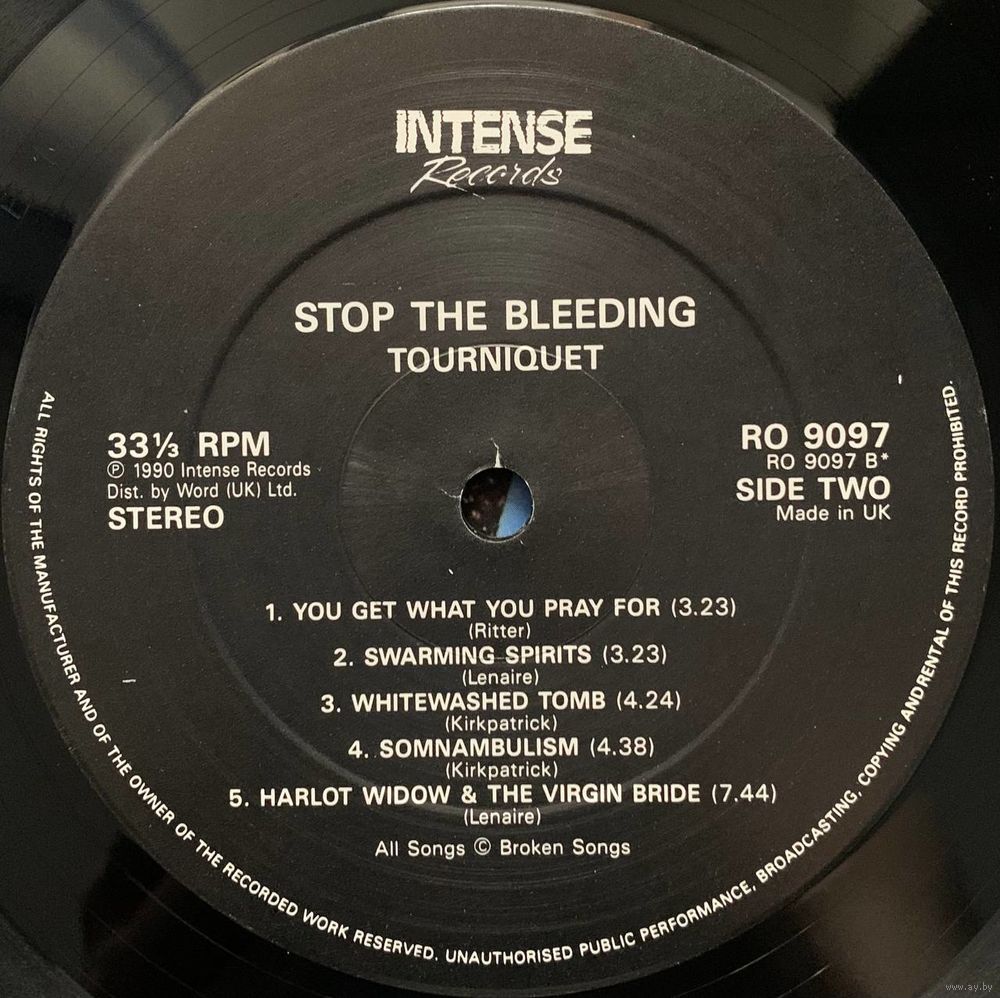 INTENSE
Records
STOP THE BLEEDING
TOURNIQUET
33⅓ RPM
℗ 1990 Intense Records
Dist. by Word (UK) Ltd.
STEREO
RO 9097
RO 9097 B*
SIDE TWO
Made in UK
1. YOU GET WHAT YOU PRAY FOR (3.23)
(Ritter)
2. SWARMING SPIRITS (3.23)
(Lenaire)
3. WHITEWASHED TOMB (4.24)
(Kirkpatrick)
4. SOMNAMBULISM (4.38)
(Kirkpatrick)
5. HARLOT WIDOW & THE VIRGIN BRIDE (7.44)
(Lenaire)
All Songs © Broken Songs
ALL RIGHTS OF THE MANUFACTURER AND OF THE OWNER OF THE RECORDED WORK RESERVED. UNAUTHORISED PUBLIC PERFORMANCE, BROADCASTING, COPYING ANDRENTAL OF THIS RECORD PROHIBITED.
www.ay.by